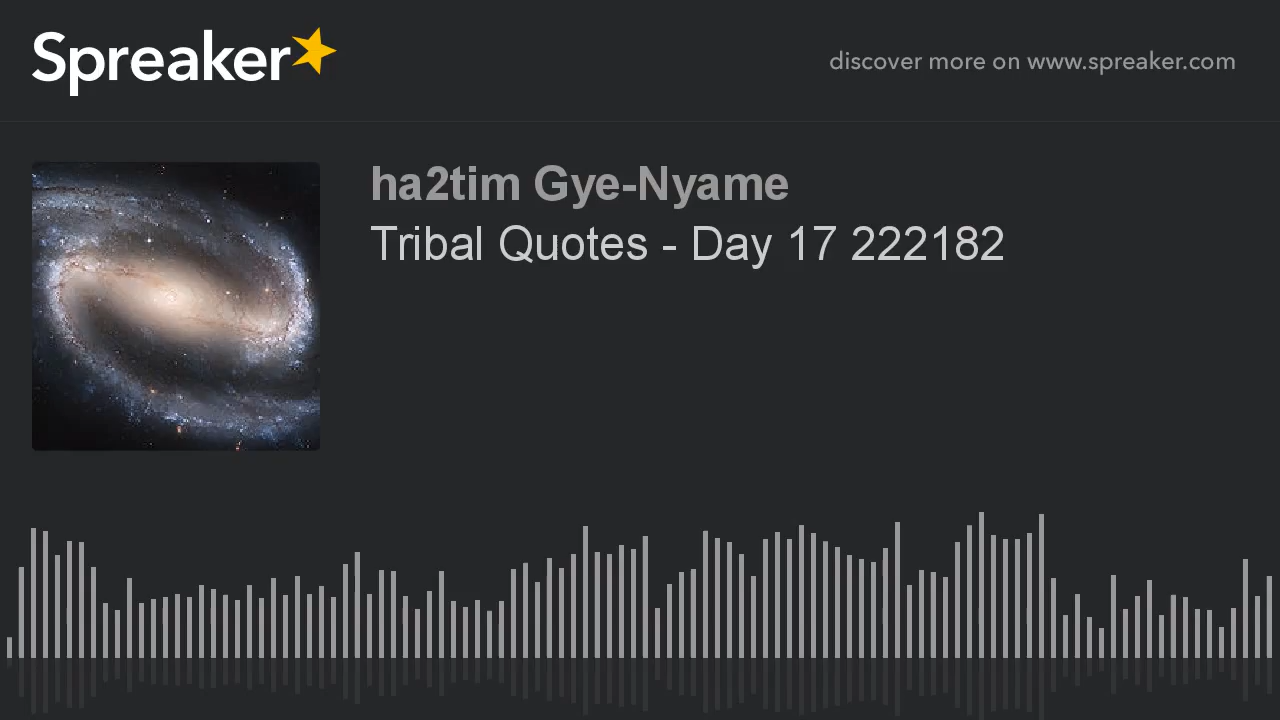 Spreaker
discover more on www.spreaker.com
ha2tim Gye-Nyame
Tribal Quotes - Day 17 222182